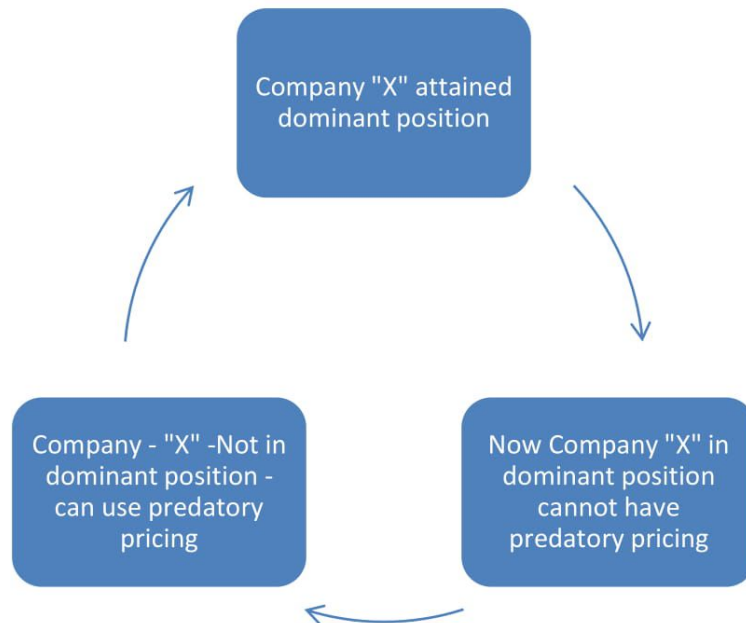 Company "X" attained
dominant position
Now Company "X" in
dominant position
cannot have
predatory pricing
Company - "X" -Not in
dominant position -
can use predatory
pricing